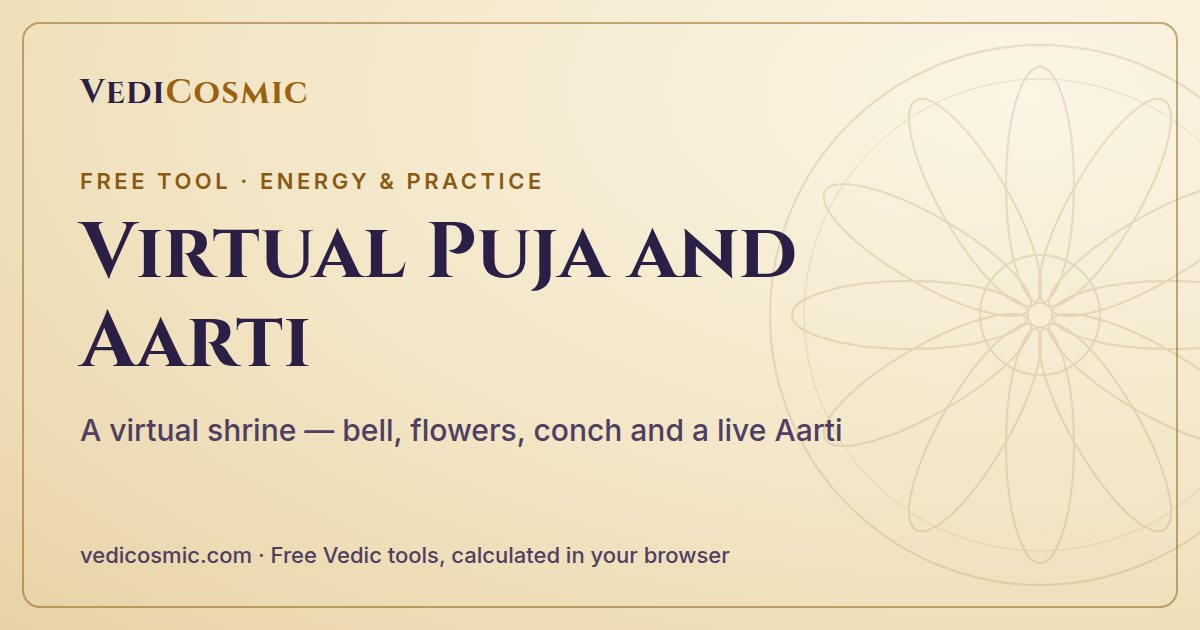 VediCosmic
FREE TOOL · ENERGY & PRACTICE
Virtual Puja and
Aarti
A virtual shrine — bell, flowers, conch and a live Aarti
vedicosmic.com · Free Vedic tools, calculated in your browser